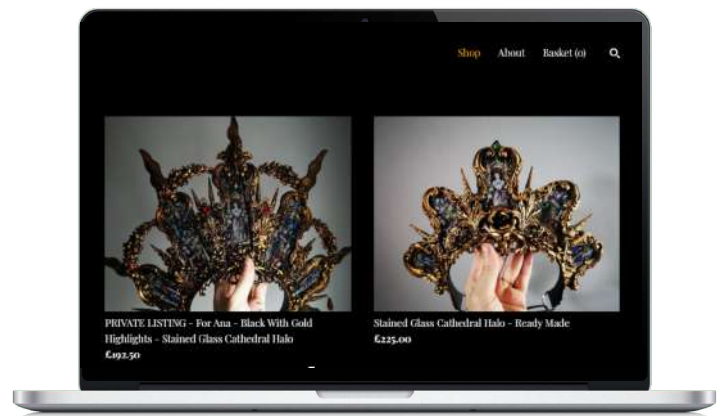 Shop About Basket (0)
PRIVATE LISTING - For Ana - Black With Gold
Highlights - Stained Glass Cathedral Halo
£192.50
Stained Glass Cathedral Halo - Ready Made
£225.00